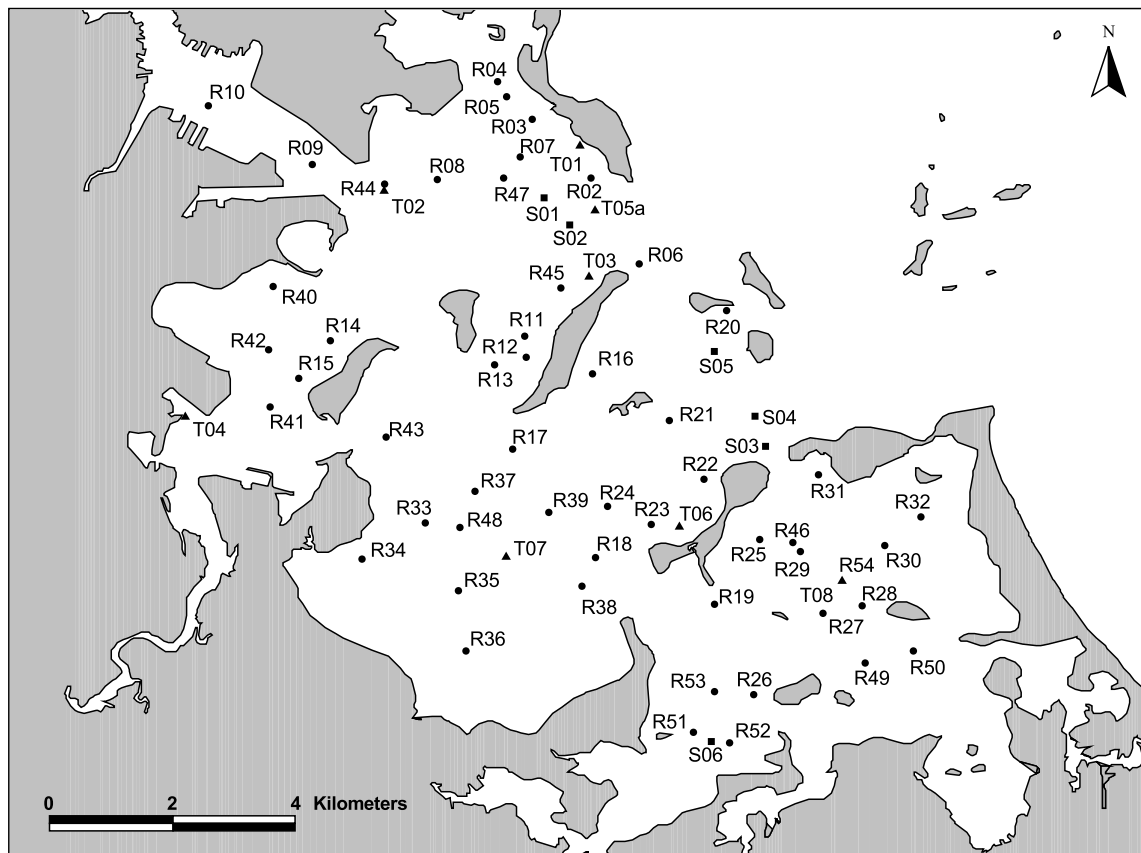 N
R04
R10
R05
R03
R07
T01
R09
R08
R44
R47
R02
T02
S01
T05a
S02
R06
T03
R45
R40
R20
R11
R14
R42
R12
S05
R13
R16
R15
R21
S04
R41
T04
R43
S03
R17
R22
R31
R37
R24
R32
R39
R23
R33
R48
T06
R46
R18
R25
R30
R34
T07
R29
R54
R35
R28
R38
R19
T08
R27
R36
R50
R49
R53
R26
R51
R52
S06
0 2 4 Kilometers